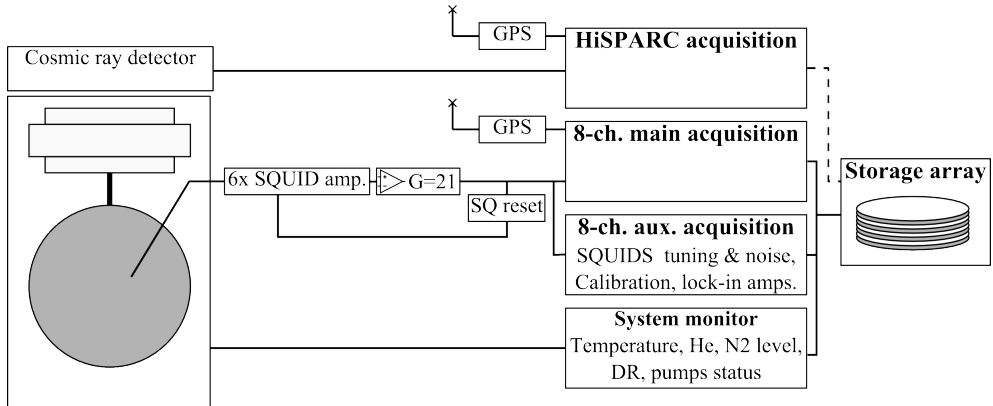 GPS
HiSPARC acquisition
Cosmic ray detector
GPS
8-ch. main acquisition
6x SQUID amp.
G=21
SQ reset
Storage array
8-ch. aux. acquisition
SQUIDS tuning & noise,
Calibration, lock-in amps.
System monitor
Temperature, He, N2 level,
DR, pumps status